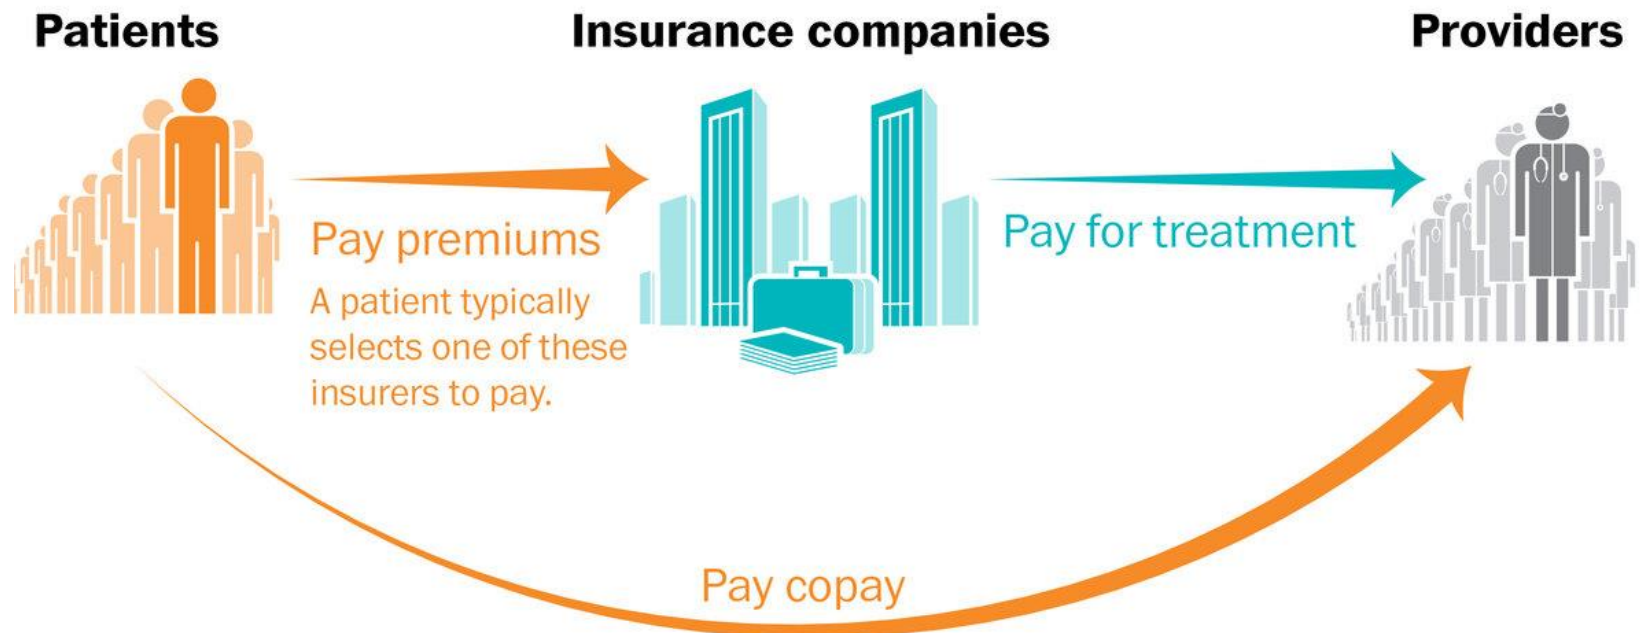 Patients
Insurance companies
Providers
Pay premiums
A patient typically
selects one of these
insurers to pay.
Pay for treatment
Pay copay